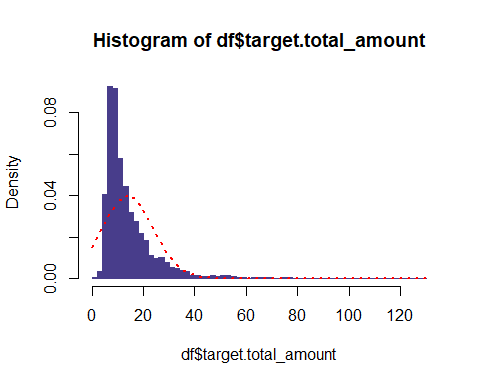 Histogram of df$target.total_amount
Density
0.08
0.04
0.00
0 20 40 60 80 100 120
df$target.total_amount